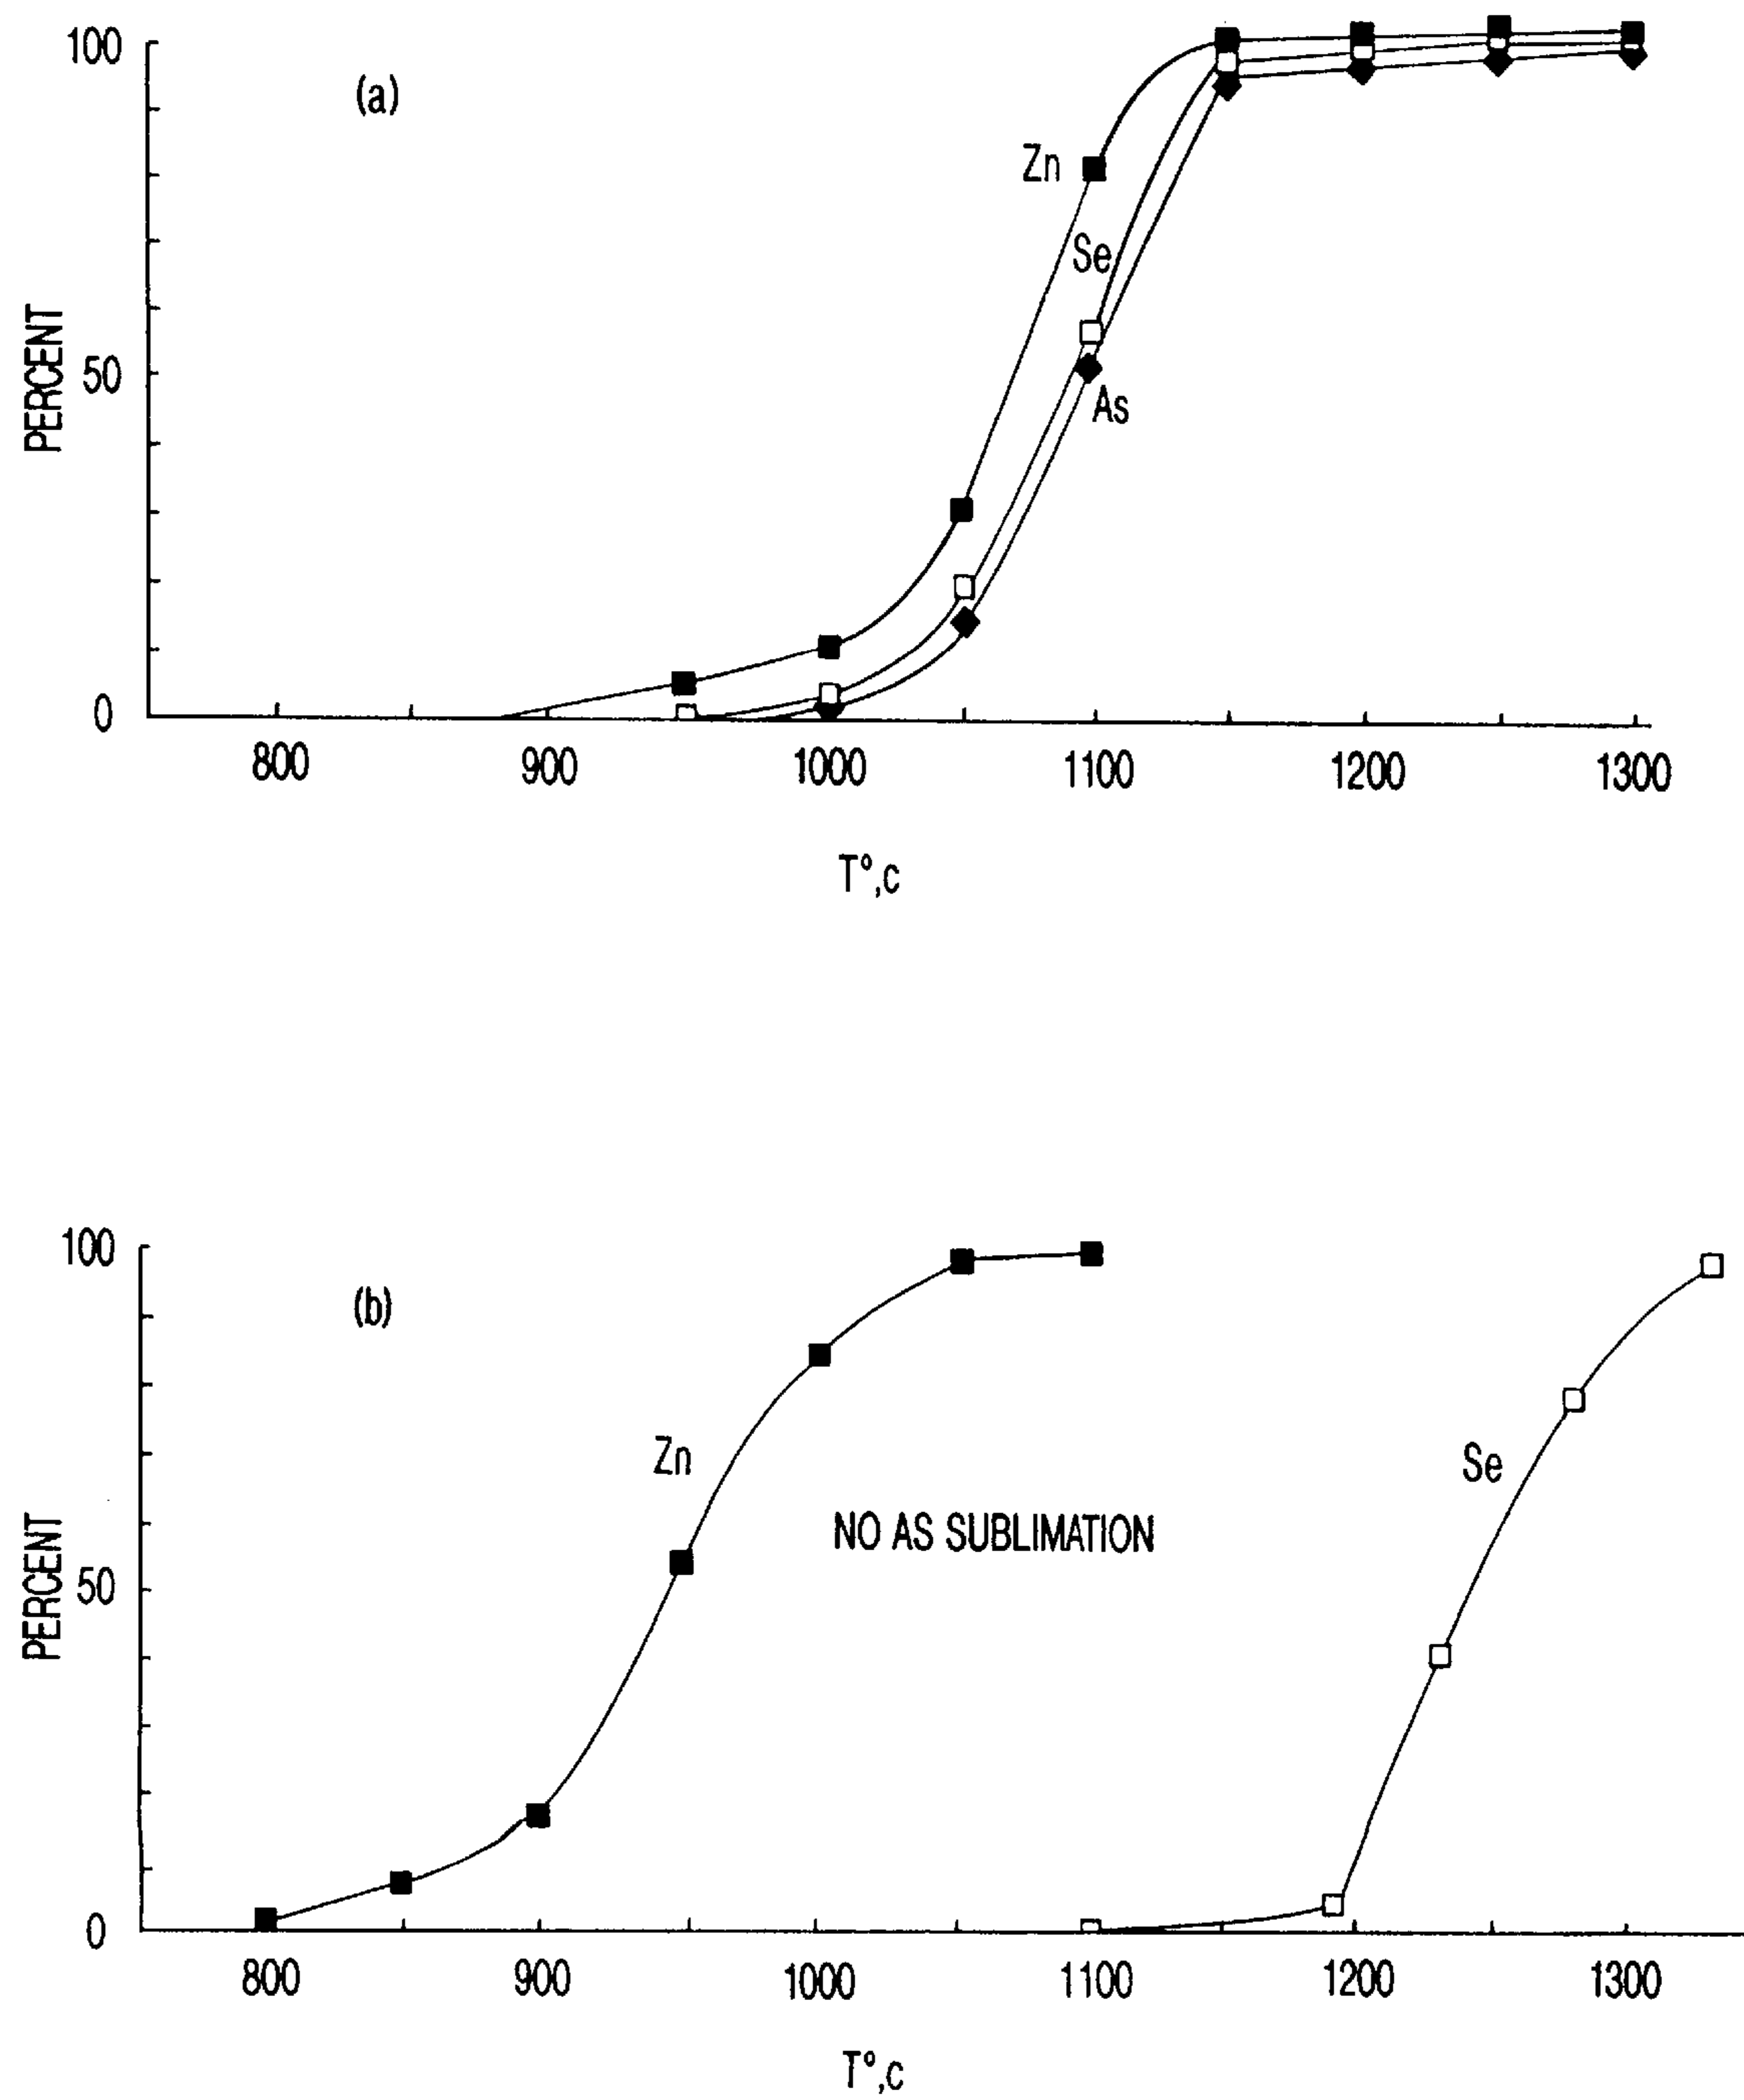 100
(a)
Zn
Se
50
As
PERCENT
0
800 900 1000 1100 1200 1300
T°,c
100
(b)
Zn
Se
NO AS SUBLIMATION
50
PERCENT
0
800 900 1000 1100 1200 1300
T°,c